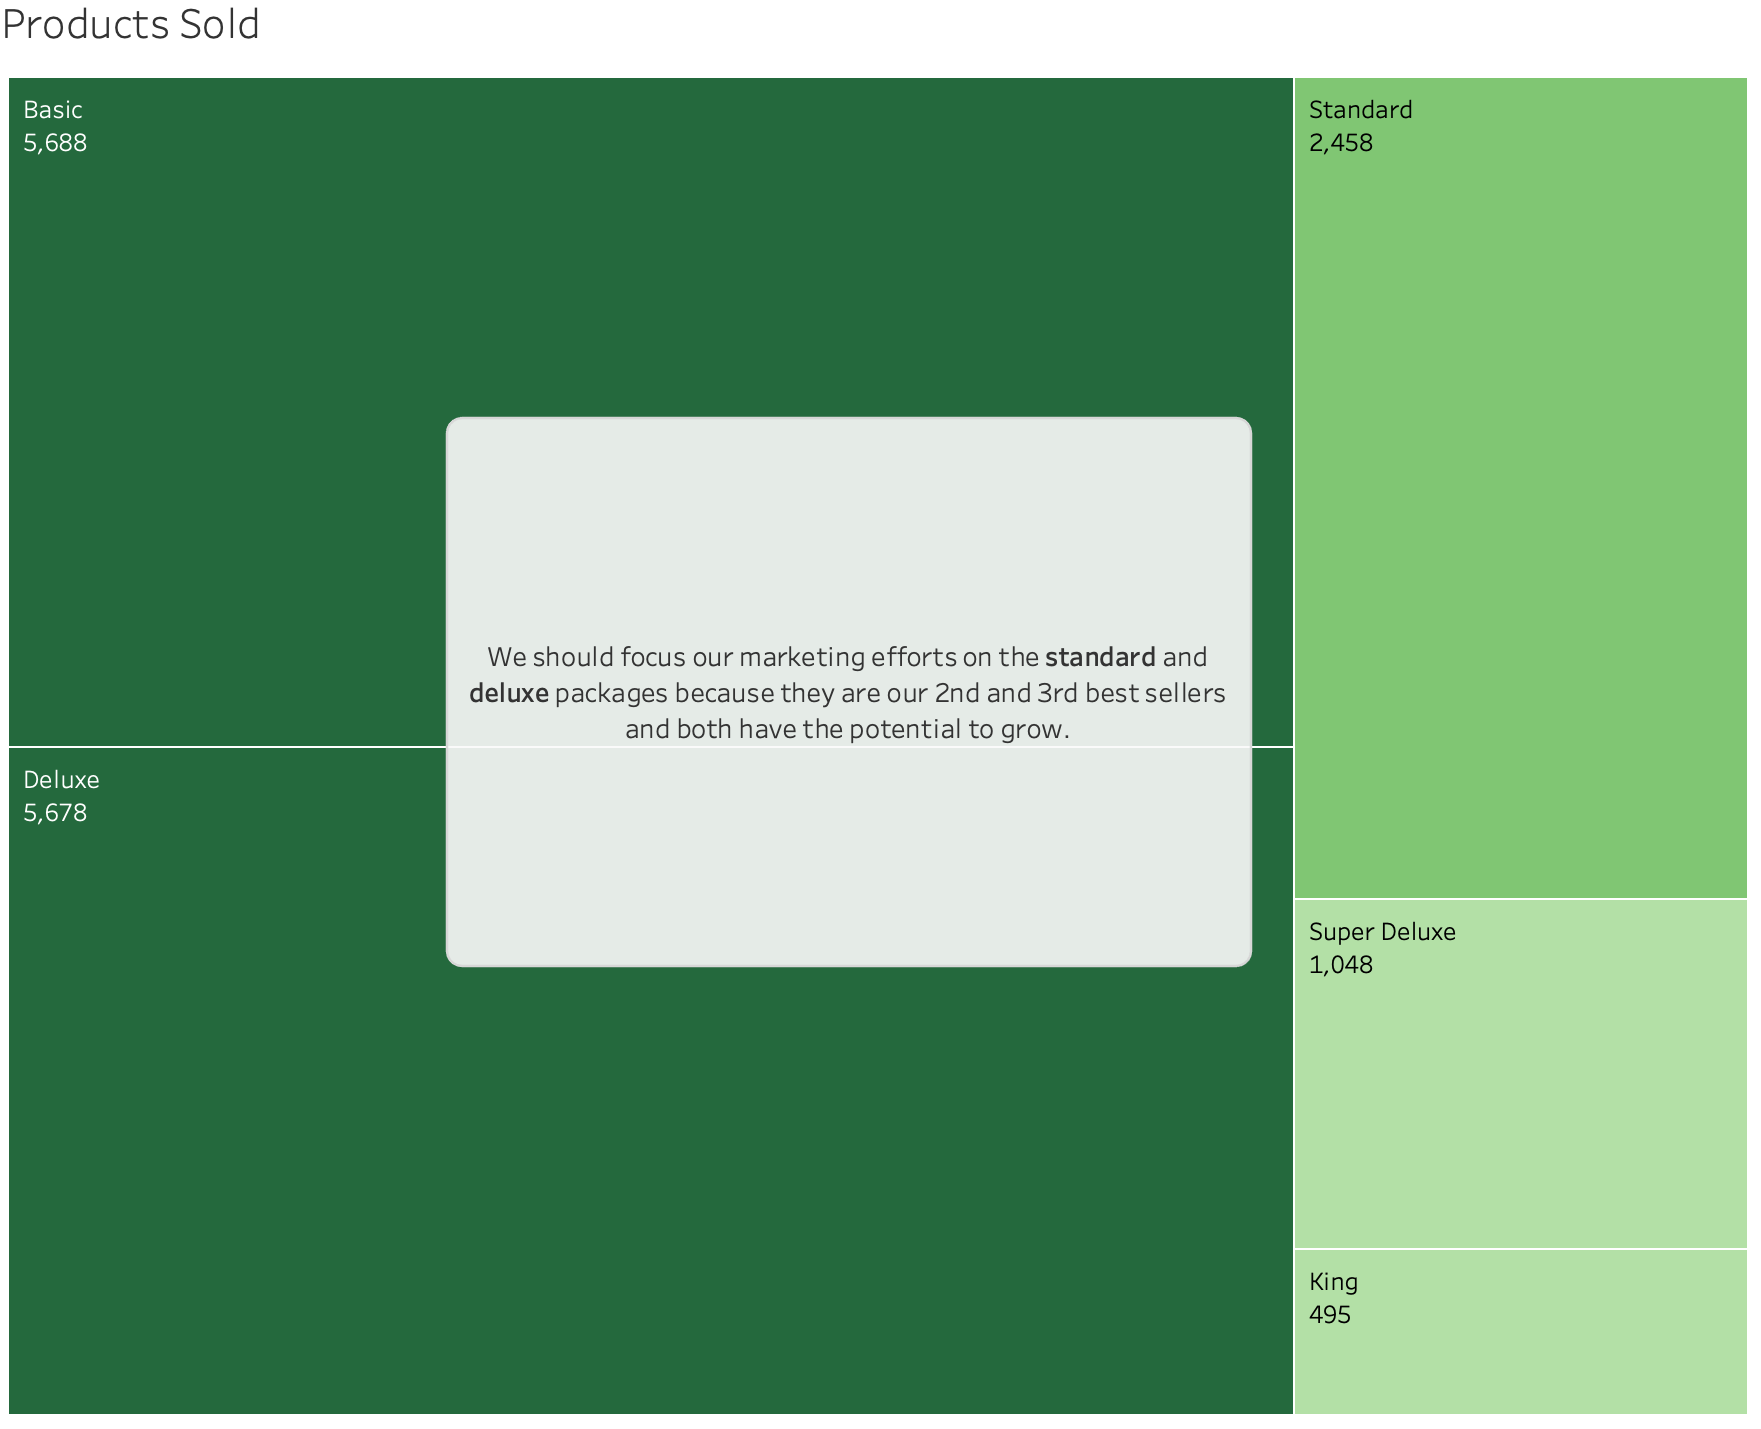 Products Sold
Basic
5,688
Standard
2,458
We should focus our marketing efforts on the standard and
deluxe packages because they are our 2nd and 3rd best sellers
and both have the potential to grow.
Deluxe
5,678
Super Deluxe
1,048
King
495